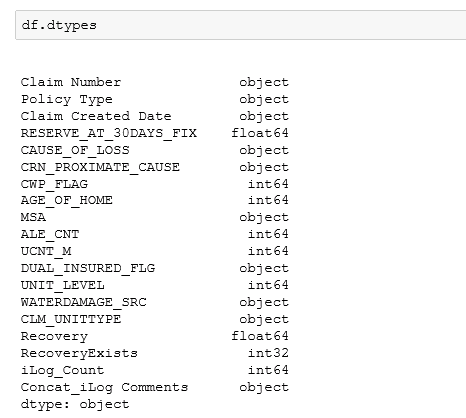 df.dtypes
Claim Number object
Policy Type object
Claim Created Date object
RESERVE_AT_30DAYS_FIX float64
CAUSE_OF_LOSS object
CRN_PROXIMATE_CAUSE object
CWP_FLAG int64
AGE_OF_HOME int64
MSA object
ALE_CNT int64
UCNT_M int64
DUAL_INSURED_FLG object
UNIT_LEVEL int64
WATERDAMAGE_SRC object
CLM_UNITTYPE object
Recovery float64
RecoveryExists int32
iLog_Count int64
Concat_iLog Comments object
dtype: object